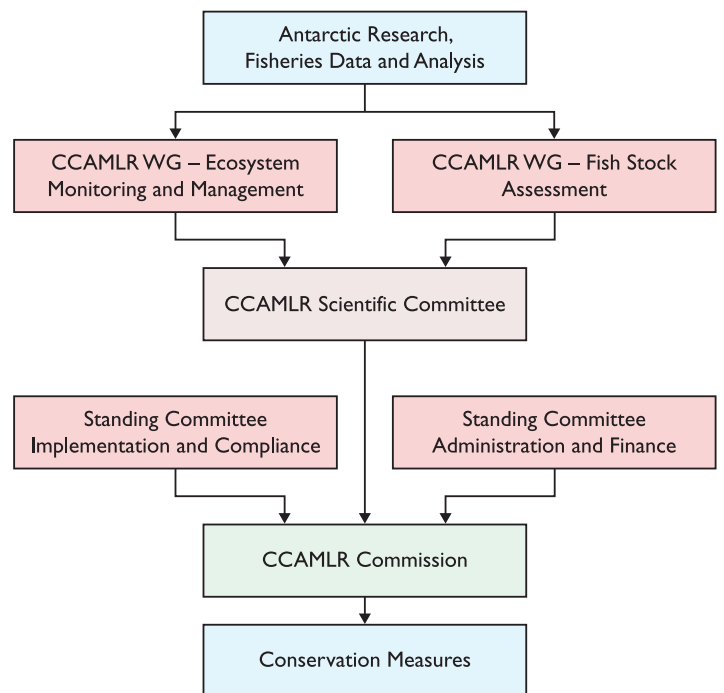 Antarctic Research,
Fisheries Data and Analysis
CCAMLR WG – Ecosystem
Monitoring and Management
CCAMLR WG – Fish Stock
Assessment
CCAMLR Scientific Committee
Standing Committee
Implementation and Compliance
Standing Committee
Administration and Finance
CCAMLR Commission
Conservation Measures